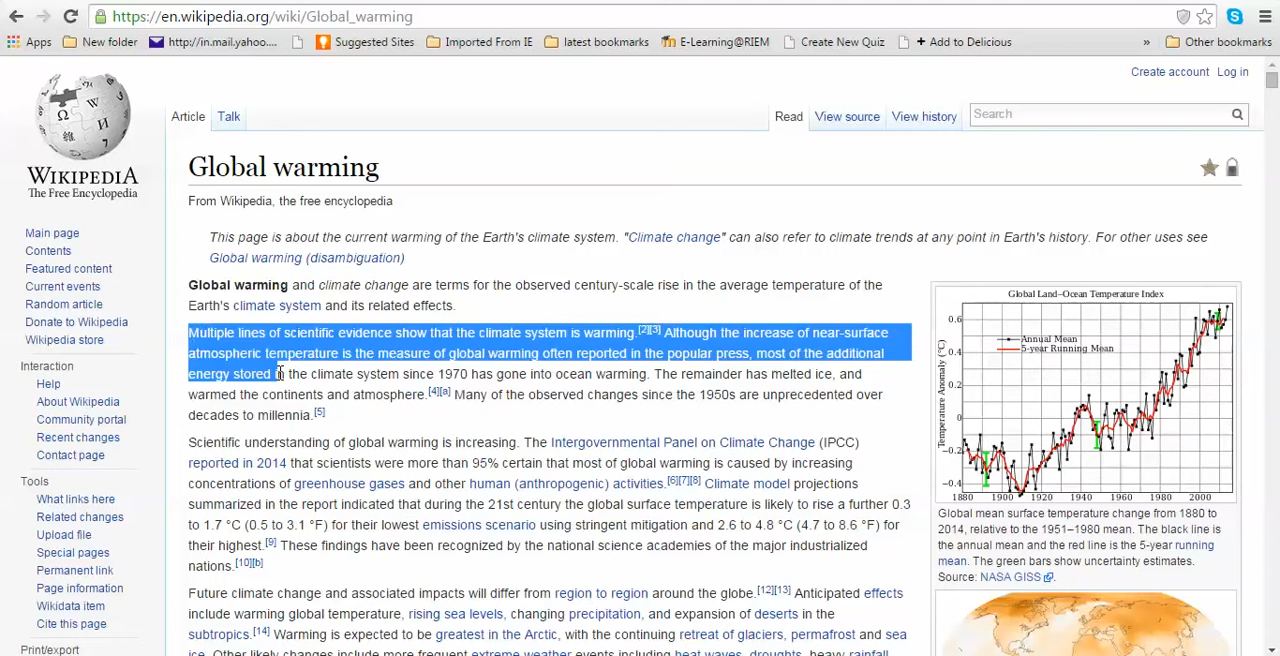 https://en.wikipedia.org/wiki/Global_warming
Apps New folder http://in.mail.yahoo.... Suggested Sites Imported From IE latest bookmarks E-Learning@RIEM Create New Quiz + Add to Delicious » Other bookmarks
Create account Log in
Article Talk Read View source View history Search
WIKIPEDIA
The Free Encyclopedia
Main page
Contents
Featured content
Current events
Random article
Donate to Wikipedia
Wikipedia store
Interaction
Help
About Wikipedia
Community portal
Recent changes
Contact page
Tools
What links here
Related changes
Upload file
Special pages
Permanent link
Page information
Wikidata item
Cite this page
Print/export
Global warming
From Wikipedia, the free encyclopedia
This page is about the current warming of the Earth's climate system. "Climate change" can also refer to climate trends at any point in Earth's history. For other uses see
Global warming (disambiguation)
Global warming and climate change are terms for the observed century-scale rise in the average temperature of the
Earth's climate system and its related effects.
Multiple lines of scientific evidence show that the climate system is warming.[2][3] Although the increase of near-surface
atmospheric temperature is the measure of global warming often reported in the popular press, most of the additional
energy stored in the climate system since 1970 has gone into ocean warming. The remainder has melted ice, and
warmed the continents and atmosphere.[4][a] Many of the observed changes since the 1950s are unprecedented over
decades to millennia.[5]
Scientific understanding of global warming is increasing. The Intergovernmental Panel on Climate Change (IPCC)
reported in 2014 that scientists were more than 95% certain that most of global warming is caused by increasing
concentrations of greenhouse gases and other human (anthropogenic) activities.[6][7][8] Climate model projections
summarized in the report indicated that during the 21st century the global surface temperature is likely to rise a further 0.3
to 1.7 °C (0.5 to 3.1 °F) for their lowest emissions scenario using stringent mitigation and 2.6 to 4.8 °C (4.7 to 8.6 °F) for
their highest.[9] These findings have been recognized by the national science academies of the major industrialized
nations.[10][b]
Future climate change and associated impacts will differ from region to region around the globe.[12][13] Anticipated effects
include warming global temperature, rising sea levels, changing precipitation, and expansion of deserts in the
subtropics.[14] Warming is expected to be greatest in the Arctic, with the continuing retreat of glaciers, permafrost and sea
ice. Other likely changes include more frequent extreme weather events including heat waves, droughts, heavy rainfall
Global Land–Ocean Temperature Index
Annual Mean
5-year Running Mean
Temperature Anomaly (°C)
0.6
0.4
0.2
0
−0.2
−0.4
1880 1900 1920 1940 1960 1980 2000
Global mean surface temperature change from 1880 to
2014, relative to the 1951–1980 mean. The black line is
the annual mean and the red line is the 5-year running
mean. The green bars show uncertainty estimates.
Source: NASA GISS.